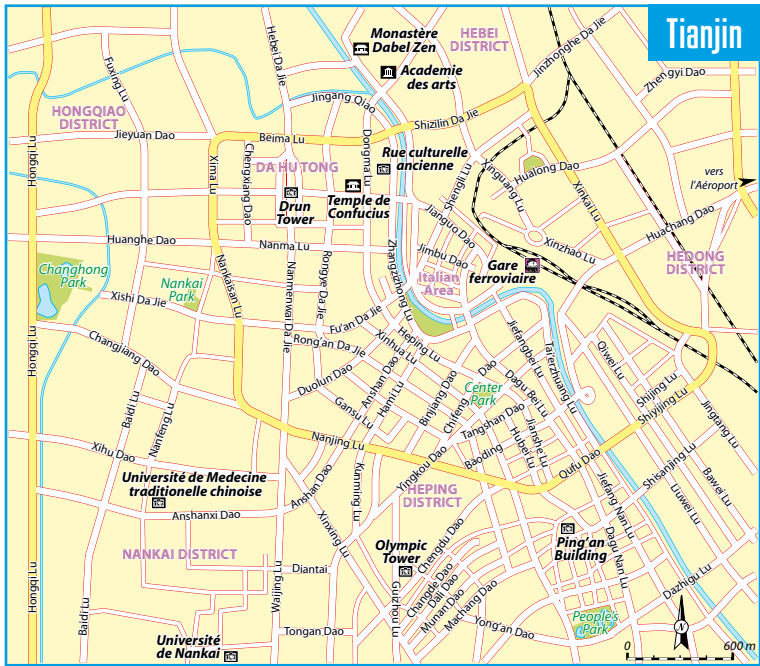 Tianjin
Monastère
Dabel Zen
HEBEI
DISTRICT
Jinzhonghe Da Jie
Hebei Da Jie
Academie
des arts
Zhengyi Dao
Fuxing Lu
Jingang Qiao
HONGQIAO
DISTRICT
Shizilin Da Jie
Jieyuan Dao
Beima Lu
Hongqi Lu
Xima Lu
Chengxiang Dao
DA HU TONG
Dongma Lu
Rue culturelle
ancienne
Shengli Lu
Xinguang Lu
Hualong Dao
vers
l'Aéroport
Drun
Tower
Temple de
Confucius
Xinkai Lu
Jianguo Dao
Huachang Dao
Huanghe Dao
Nanma Lu
Jimbu Dao
Xinzhao Lu
Zhangzizhong Lu
Rongye Da Jie
Gare
ferroviaire
HEDONG
DISTRICT
Changhong
Park
Nankai
Park
Nankaisan Lu
Nanmenwai Da Jie
Italian
Area
Xishi Da Jie
Fu'an Da Jie
Hongqi Lu
Changjiang Dao
Rong'an Da Jie
Xinhua Lu
Heping Lu
Jiefangbei Lu
Tai'erzhuang Lu
Qiwei Lu
Duolun Dao
Anshan Dao
Hami Lu
Binjang Dao
Chifeng Dao
Center
Park
Dagu Bei Lu
Shijing Lu
Shiyijing Lu
Baidi Lu
Nanfeng Lu
Gansu Lu
Tangshan Dao
Jianshe Lu
Hubei Lu
Jingtang Lu
Nanjing Lu
Xihu Dao
Yingkou Dao
Baoding
Qufu Dao
Shisanjing Lu
Bawei Lu
Liuwei Lu
Université de Medecine
traditionelle chinoise
Anshan Dao
Kunming Lu
HEPING
DISTRICT
Jiefang Nan Lu
Anshanxi Dao
Xinxing Lu
Chengdu Dao
Ping'an
Building
Dagu Nan Lu
NANKAI DISTRICT
Olympic
Tower
Diantai
Changde Dao
Dali Dao
Munan Dao
Machang Dao
Dazhigu Lu
Hongqi Lu
Baidi Lu
Waijing Lu
Guizhou Lu
Yong'an Dao
People's
Park
Tongan Dao
Université
de Nankai
N
0 600 m